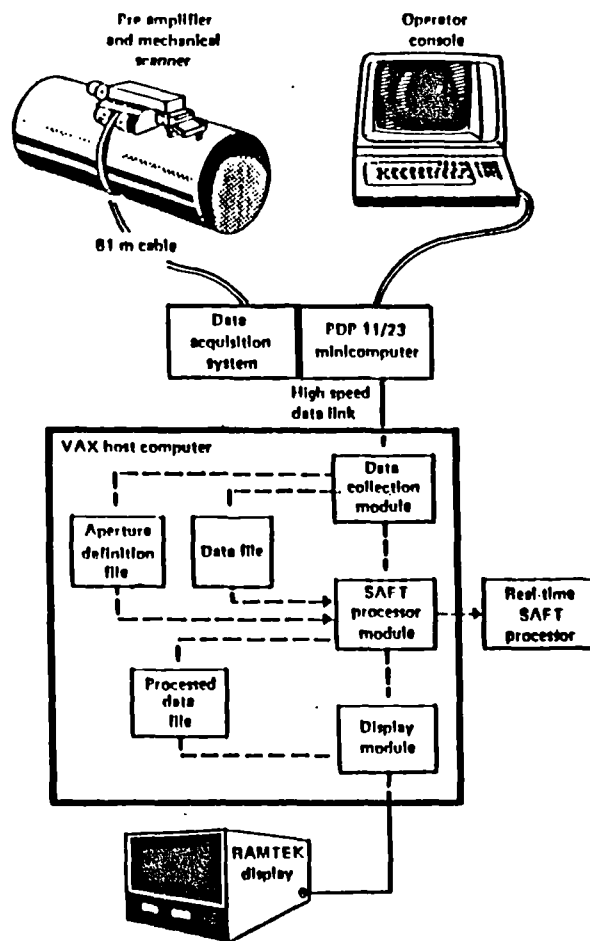 Pre amplifier
and mechanical
scanner
Operator
console
61 m cable
Data
acquisition
system
PDP 11/23
minicomputer
High speed
data link
VAX host computer
Data
collection
module
Aperture
definition
file
Data file
SAFT
processor
module
Real-time
SAFT
processor
Processed
data
file
Display
module
RAMTEK
display